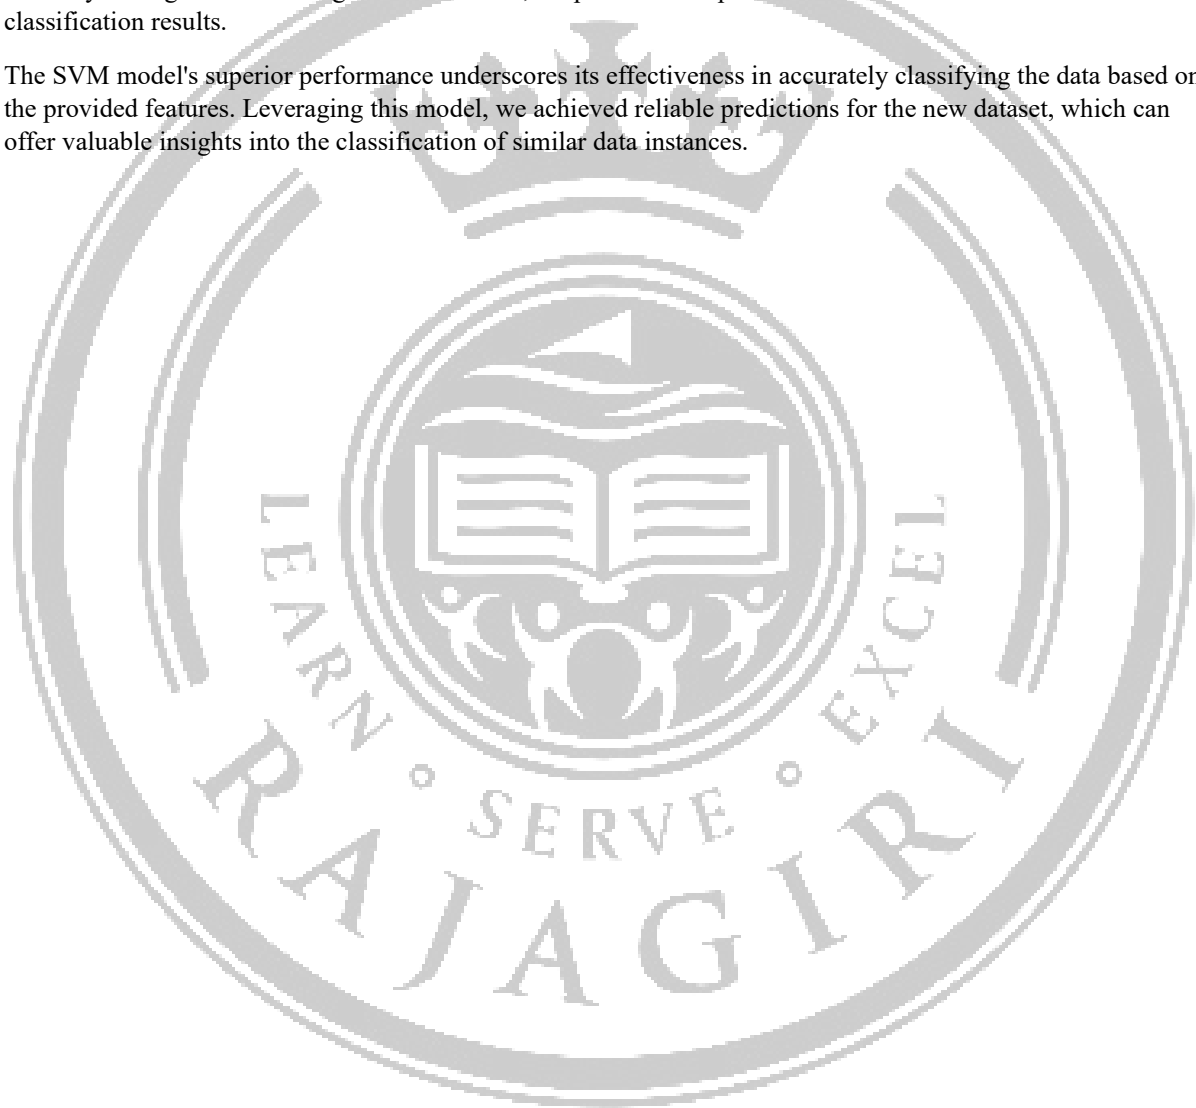 classification results.
The SVM model's superior performance underscores its effectiveness in accurately classifying the data based on
the provided features. Leveraging this model, we achieved reliable predictions for the new dataset, which can
offer valuable insights into the classification of similar data instances.
LEARN ° SERVE ° EXCEL
RAJAGIRI